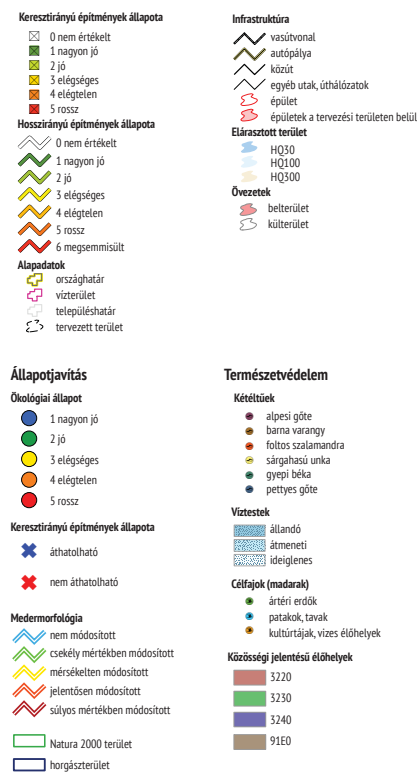 Keresztirányú építmények állapota
0 nem értékelt
1 nagyon jó
2 jó
3 elégséges
4 elégtelen
5 rossz
Hosszirányú építmények állapota
0 nem értékelt
1 nagyon jó
2 jó
3 elégséges
4 elégtelen
5 rossz
6 megsemmisült
Alapadatok
országhatár
vízterület
településhatár
tervezett terület
Infrastruktúra
vasútvonal
autópálya
közút
egyéb utak, úthálózatok
épület
épületek a tervezési területen belül
Elárasztott terület
HQ30
HQ100
HQ300
Övezetek
belterület
külterület
Állapotjavítás
Ökológiai állapot
1 nagyon jó
2 jó
3 elégséges
4 elégtelen
5 rossz
Keresztirányú építmények állapota
áthatolható
nem áthatolható
Medermorfológia
nem módosított
csekély mértékben módosított
mérsékelten módosított
jelentősen módosított
súlyos mértékben módosított
Natura 2000 terület
horgászterület
Természetvédelem
Kétéltűek
alpesi gőte
barna varangy
foltos szalamandra
sárgahasú unka
gyepi béka
pettyes gőte
Víztestek
állandó
átmeneti
ideiglenes
Célfajok (madarak)
ártéri erdők
patakok, tavak
kultúrtájak, vizes élőhelyek
Közösségi jelentésű élőhelyek
3220
3230
3240
91E0